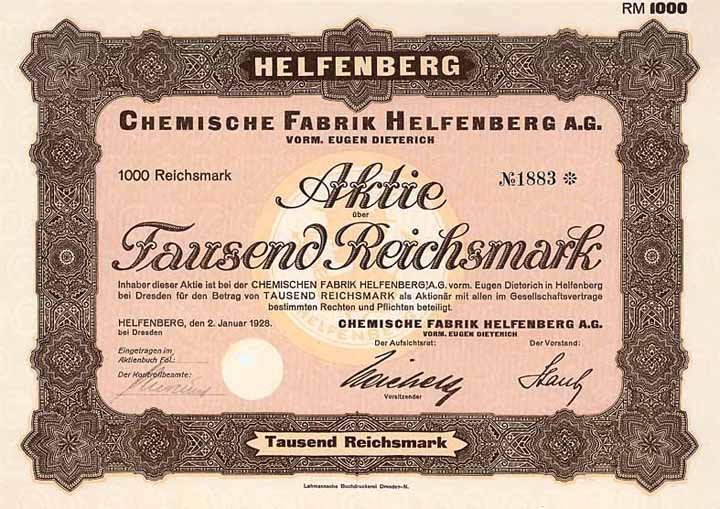 RM 1000
HELFENBERG
CHEMISCHE FABRIK HELFENBERG A.G.
VORM. EUGEN DIETERICH
1000 Reichsmark
№1883 *
Aktie
über
Tausend Reichsmark
Inhaber dieser Aktie ist bei der CHEMISCHEN FABRIK HELFENBERG A.G. vorm. Eugen Dieterich in Helfenberg
bei Dresden für den Betrag von TAUSEND REICHSMARK als Aktionär mit allen im Gesellschaftsvertrage
bestimmten Rechten und Pflichten beteiligt.
HELFENBERG
HELFENBERG, den 2. Januar 1928.
bei Dresden
CHEMISCHE FABRIK HELFENBERG A.G.
VORM. EUGEN DIETERICH
Eingetragen im
Aktienbuch Fol.
Der Aufsichtsrat:
Der Vorstand:
Der Kontrollbeamte:
Vorsitzender
Tausend Reichsmark
Lehmannsche Buchdruckerei Dresden-N.